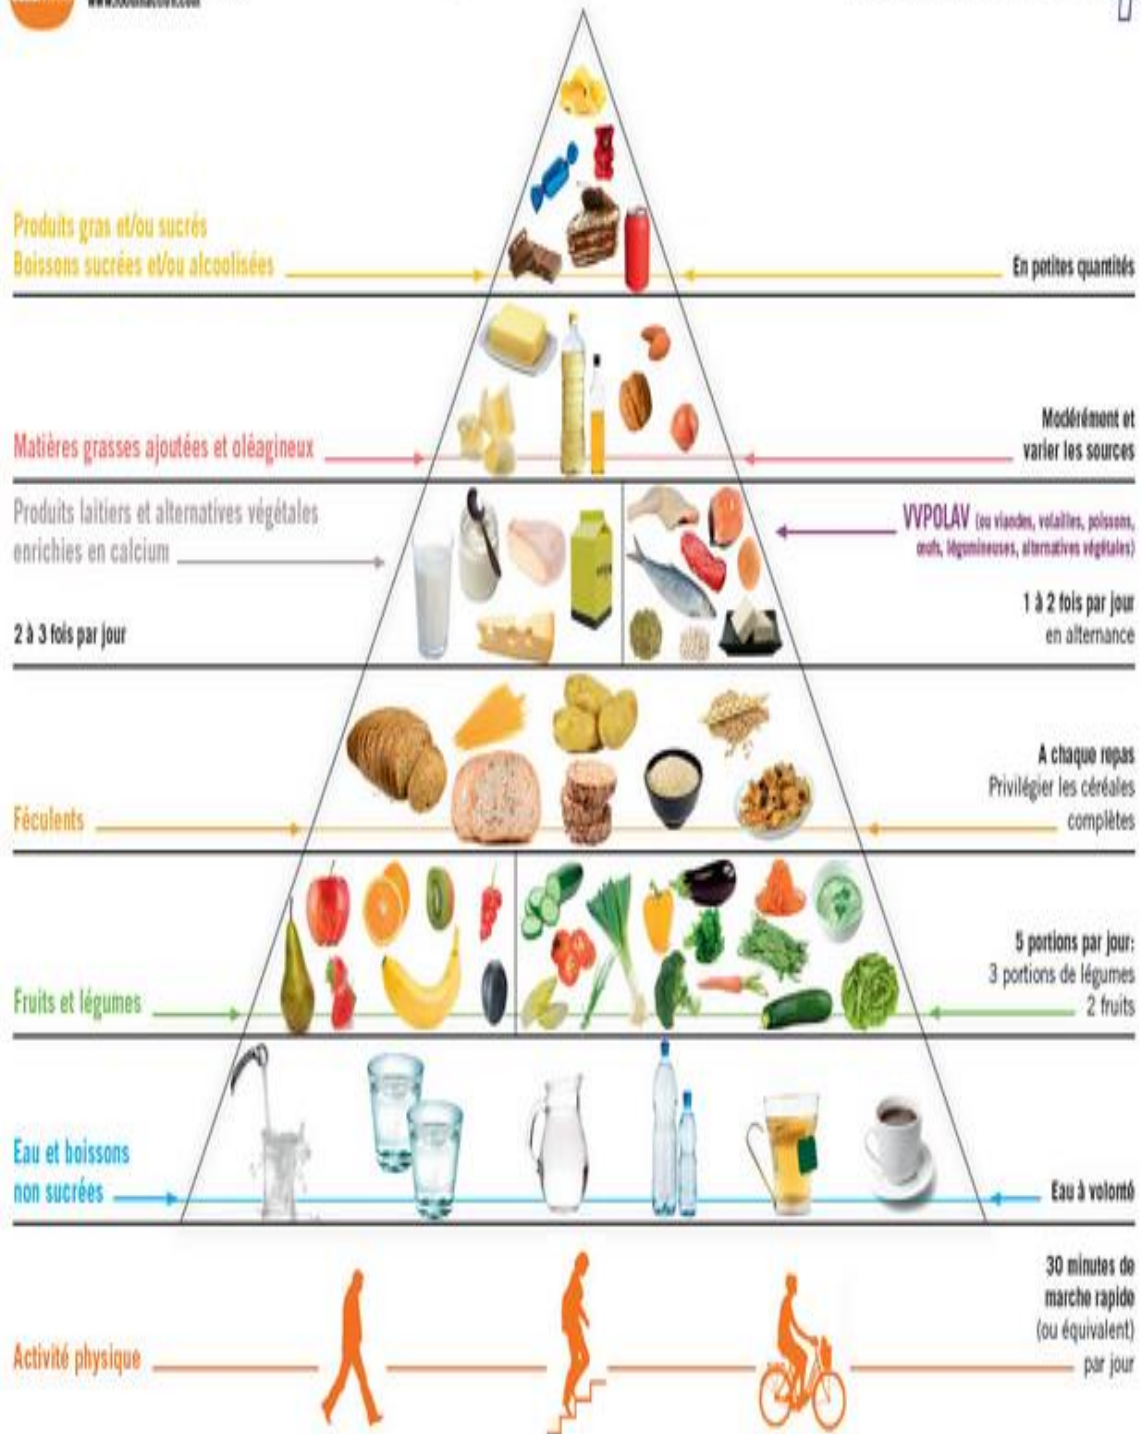 www.foodinaction.com
Produits gras et/ou sucrés
Boissons sucrées et/ou alcoolisées
En petites quantités
Matières grasses ajoutées et oléagineux
Modérément et
varier les sources
Produits laitiers et alternatives végétales
enrichies en calcium
2 à 3 fois par jour
VVPOLAV (ou viandes, volailles, poissons,
œufs, légumineuses, alternatives végétales)
1 à 2 fois par jour
en alternance
Féculents
A chaque repas
Privilégier les céréales
complètes
Fruits et légumes
5 portions par jour:
3 portions de légumes
2 fruits
Eau et boissons
non sucrées
Eau à volonté
Activité physique
30 minutes de
marche rapide
(ou équivalent)
par jour